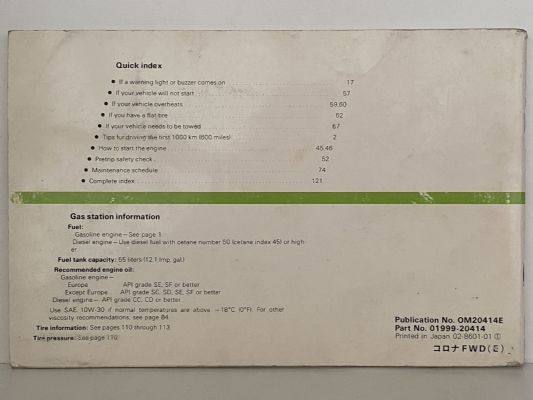 Quick index
● If a warning light or buzzer comes on 17
● If your vehicle will not start 57
● If your vehicle overheats 59,60
● If you have a flat tire 62
● If your vehicle needs to be towed 67
● Tips for driving the first 1000 km (600 miles) 2
● How to start the engine 45,46
● Pretrip safety check 52
● Maintenance schedule 74
● Complete index 121
Gas station information
Fuel:
Gasoline engine—See page 1
Diesel engine—Use diesel fuel with cetane number 50 (cetane index 45) or high-
er.
Fuel tank capacity: 55 liters (12.1 Imp. gal.)
Recommended engine oil:
Gasoline engine—
Europe API grade SE, SF or better
Except Europe API grade SC, SD, SE, SF or better
Diesel engine— API grade CC, CD or better
Use SAE 10W-30 if normal temperatures are above —18°C (0°F). For other
viscosity recommendations, see page 84.
Tire information: See pages 110 through 113
Tire pressure: See page 110
Publication No. OM20414E
Part No. 01999-20414
Printed in Japan 02-8601-01 ①
コロナFWD(E)